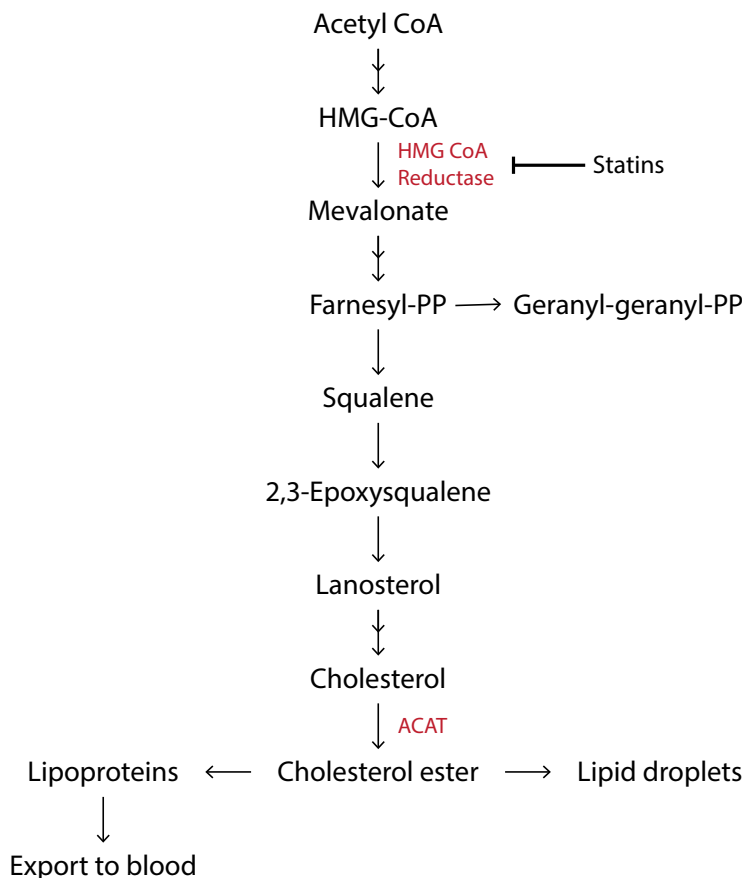 Acetyl CoA
HMG-CoA
HMG CoA
Reductase
Statins
Mevalonate
Farnesyl-PP
Geranyl-geranyl-PP
Squalene
2,3-Epoxysqualene
Lanosterol
Cholesterol
ACAT
Lipoproteins
Cholesterol ester
Lipid droplets
Export to blood